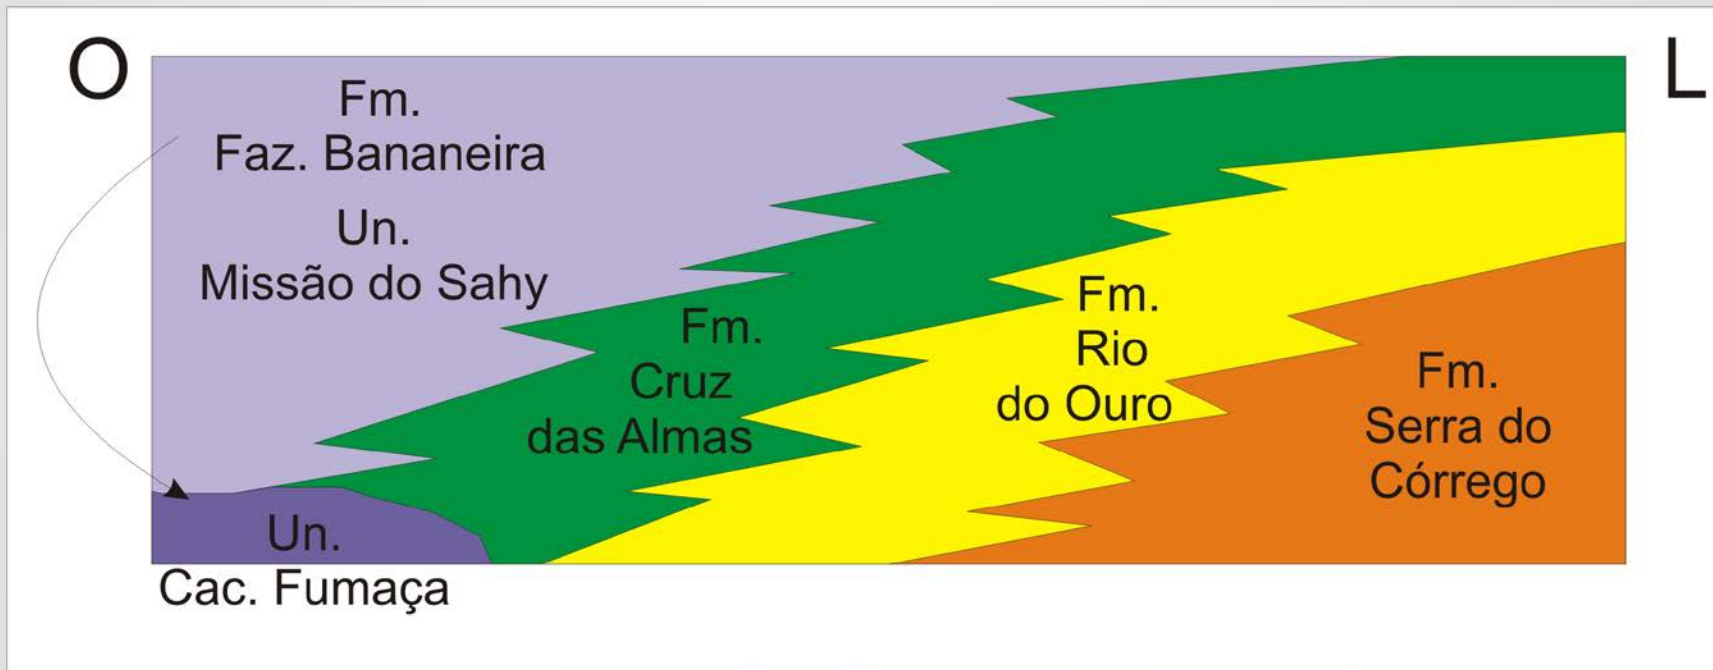 O
L
Fm.
Faz. Bananeira
Un.
Missão do Sahy
Fm.
Cruz
das Almas
Fm.
Rio
do Ouro
Fm.
Serra do
Córrego
Un.
Cac. Fumaça